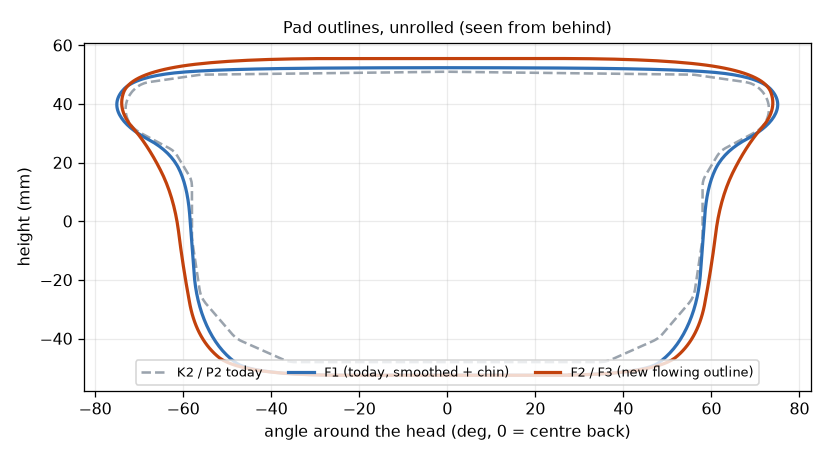 Pad outlines, unrolled (seen from behind)
60
40
20
0
−20
−40
height (mm)
K2 / P2 today
F1 (today, smoothed + chin)
F2 / F3 (new flowing outline)
−80 −60 −40 −20 0 20 40 60 80
angle around the head (deg, 0 = centre back)